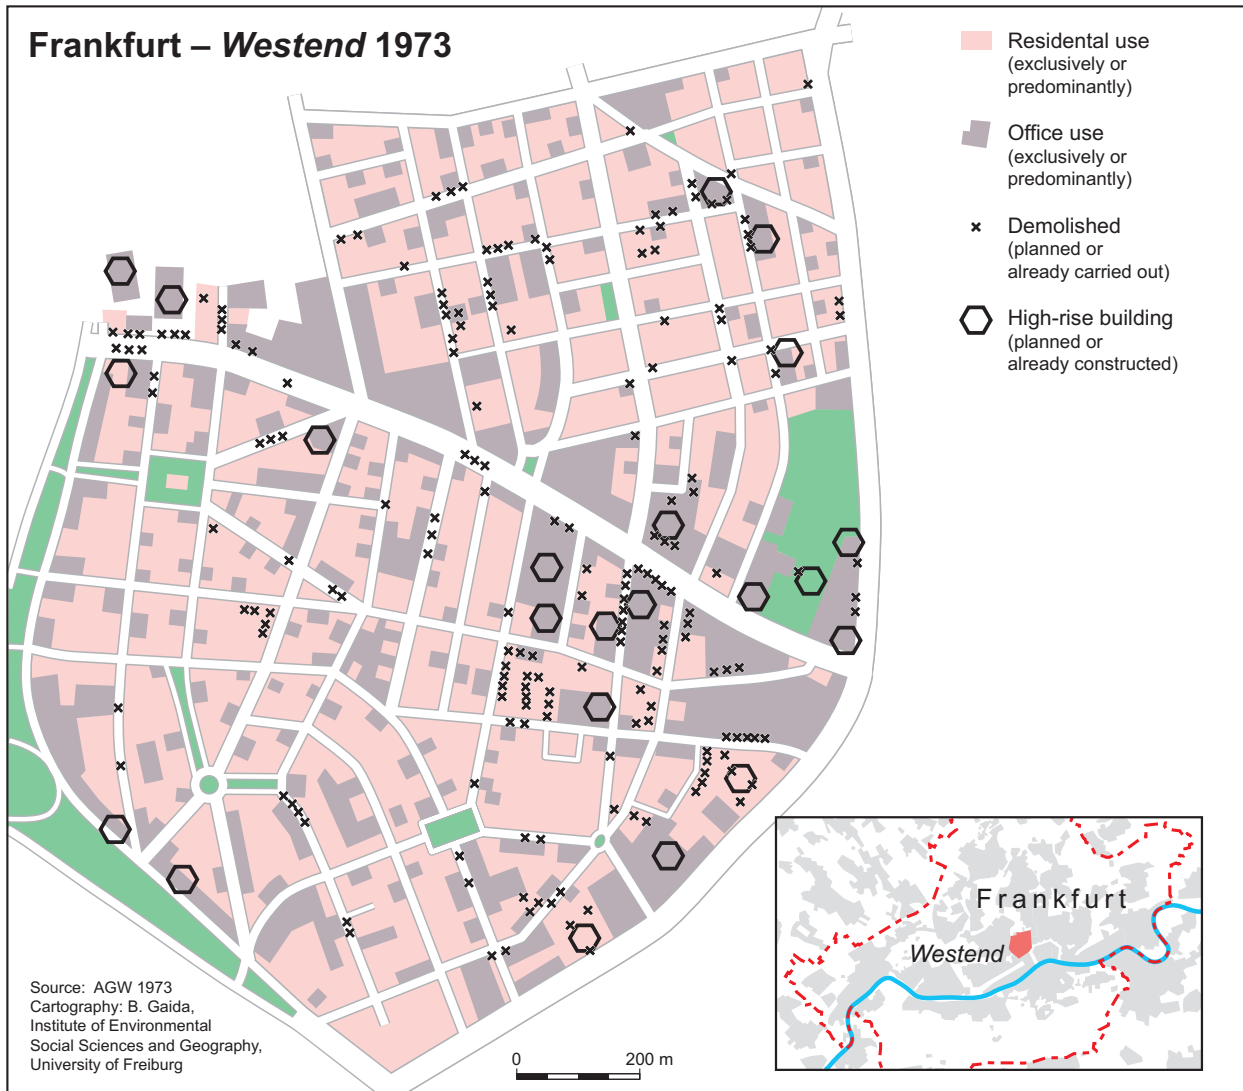 Frankfurt – Westend 1973
Residental use
(exclusively or
predominantly)
Office use
(exclusively or
predominantly)
Demolished
(planned or
already carried out)
High-rise building
(planned or
already constructed)
Frankfurt
Westend
Source: AGW 1973
Cartography: B. Gaida,
Institute of Environmental
Social Sciences and Geography,
University of Freiburg
0 200 m